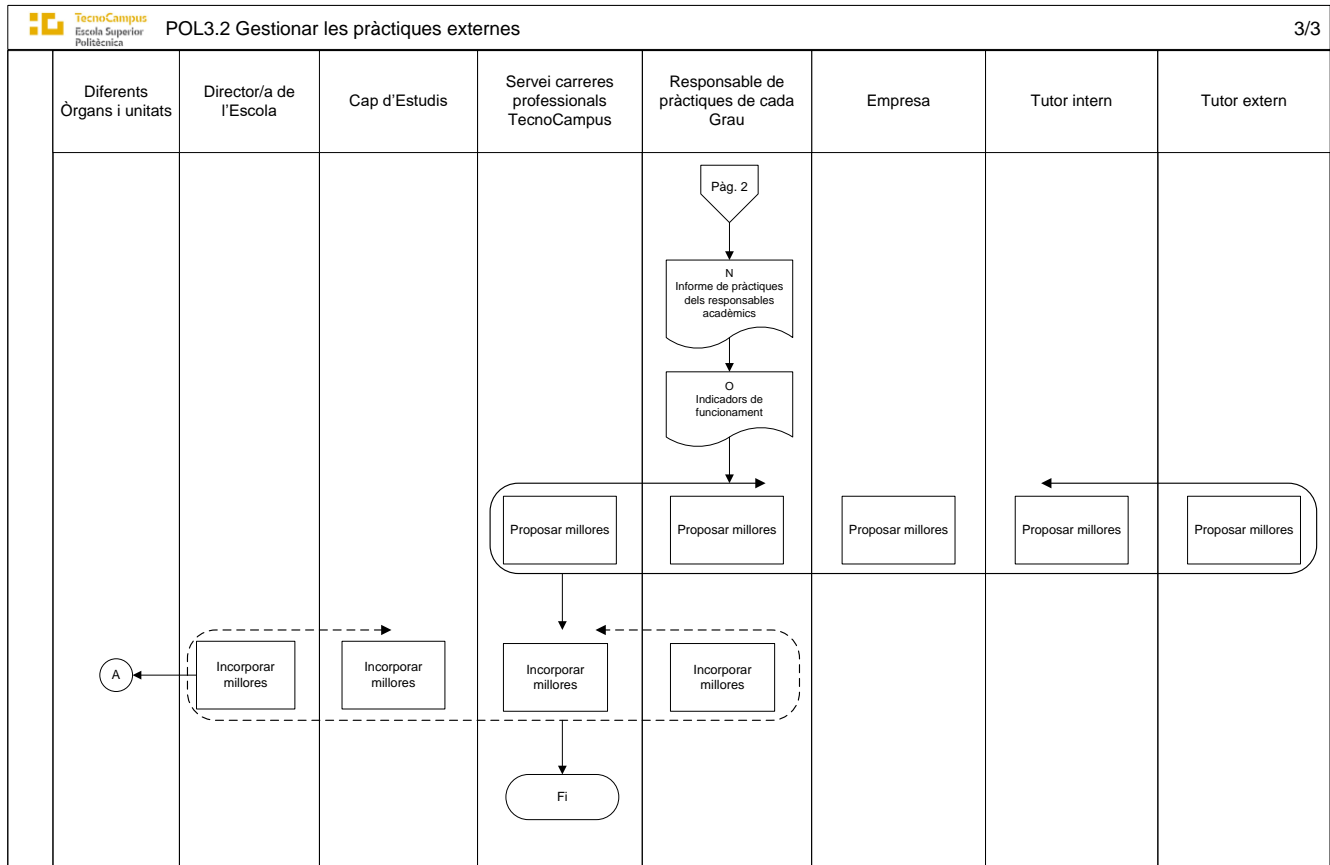 TecnoCampus
Escola Superior
Politècnica
POL3.2 Gestionar les pràctiques externes
3/3
Diferents
Òrgans i unitats
Director/a de
l'Escola
Cap d'Estudis
Servei carreres
professionals
TecnoCampus
Responsable de
pràctiques de cada
Grau
Empresa
Tutor intern
Tutor extern
Pàg. 2
N
Informe de pràctiques
dels responsables
acadèmics
O
Indicadors de
funcionament
Proposar millores
Proposar millores
Proposar millores
Proposar millores
Proposar millores
A
Incorporar
millores
Incorporar
millores
Incorporar
millores
Incorporar
millores
Fi